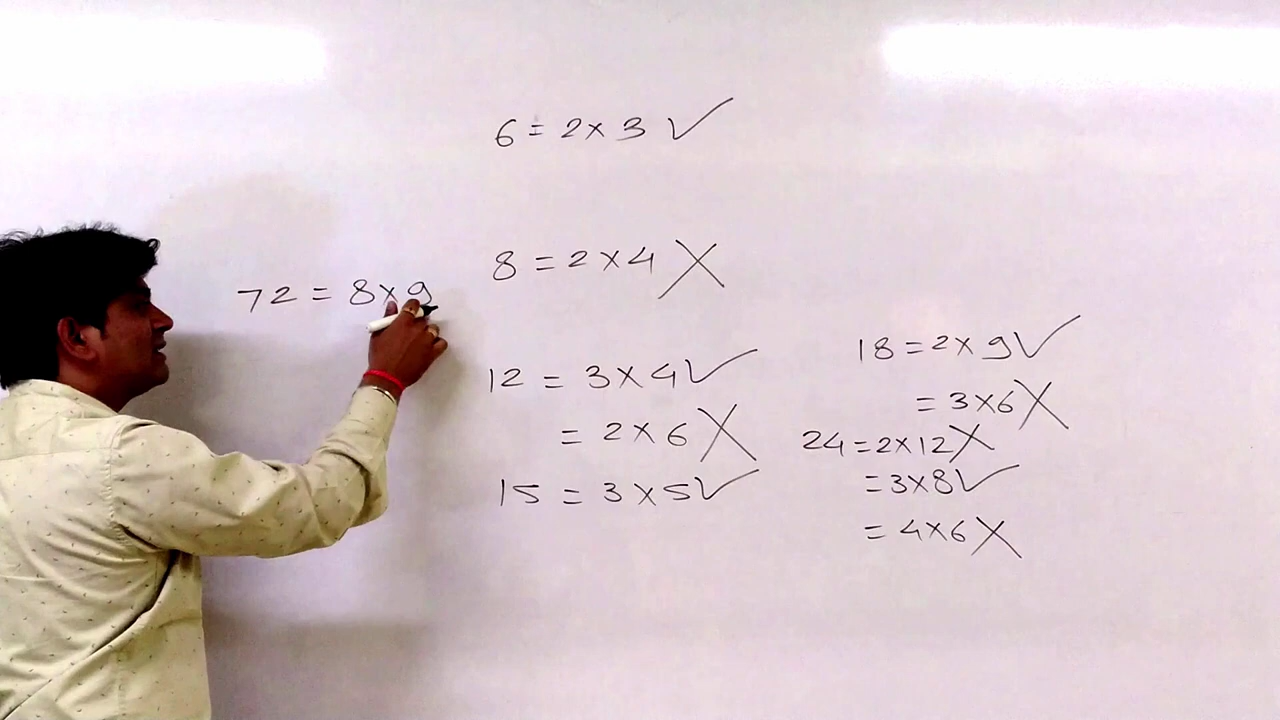 6 = 2 × 3 ✓
8 = 2 × 4 ✗
72 = 8 × 9
12 = 3 × 4 ✓
= 2 × 6 ✗
15 = 3 × 5 ✓
18 = 2 × 9 ✓
= 3 × 6 ✗
24 = 2 × 12 ✗
= 3 × 8 ✓
= 4 × 6 ✗